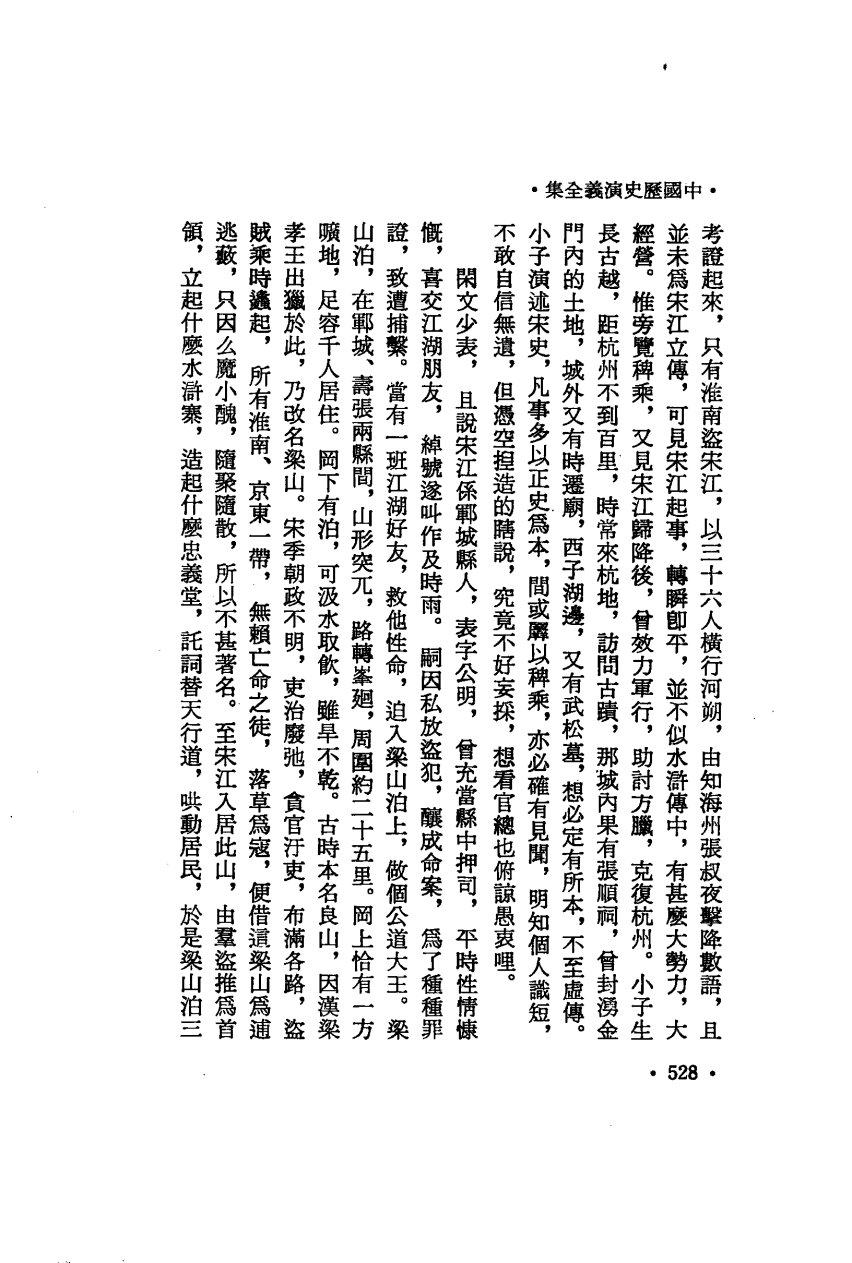 •中國歷史演義全集•
考證起來，只有淮南盜宋江，以三十六人橫行河朔，由知海州張叔夜擊降數語，且
並未爲宋江立傳，可見宋江起事，轉瞬卽平，並不似水滸傳中，有甚麼大勢力，大
經營。惟旁覽稗乘，又見宋江歸降後，曾效力軍行，助討方臘，克復杭州。小子生
長古越，距杭州不到百里，時常來杭地，訪問古蹟，那城內果有張順祠，曾封湧金
門內的土地，城外又有時遷廟，西子湖邊，又有武松墓，想必定有所本，不至虛傳。
小子演述宋史，凡事多以正史爲本，間或羼以稗乘，亦必確有見聞，明知個人識短，
不敢自信無遺，但憑空揑造的瞎說，究竟不好妄採，想看官總也俯諒愚衷哩。
閑文少表，且說宋江係鄆城縣人，表字公明，曾充當縣中押司，平時性情慷
慨，喜交江湖朋友，綽號遂叫作及時雨。嗣因私放盜犯，釀成命案，爲了種種罪
證，致遭捕繫。當有一班江湖好友，救他性命，迫入梁山泊上，做個公道大王。梁
山泊，在鄆城、壽張兩縣間，山形突兀，路轉峯廻，周圍約二十五里。岡上恰有一方
曠地，足容千人居住。岡下有泊，可汲水取飲，雖旱不乾。古時本名良山，因漢梁
孝王出獵於此，乃改名梁山。宋季朝政不明，吏治廢弛，貪官汙吏，布滿各路，盜
賊乘時蠭起，所有淮南、京東一帶，無賴亡命之徒，落草爲寇，便借這梁山爲逋
逃藪，只因么魔小醜，隨聚隨散，所以不甚著名。至宋江入居此山，由羣盜推爲首
領，立起什麼水滸寨，造起什麼忠義堂，託詞替天行道，哄動居民，於是梁山泊三
•528•